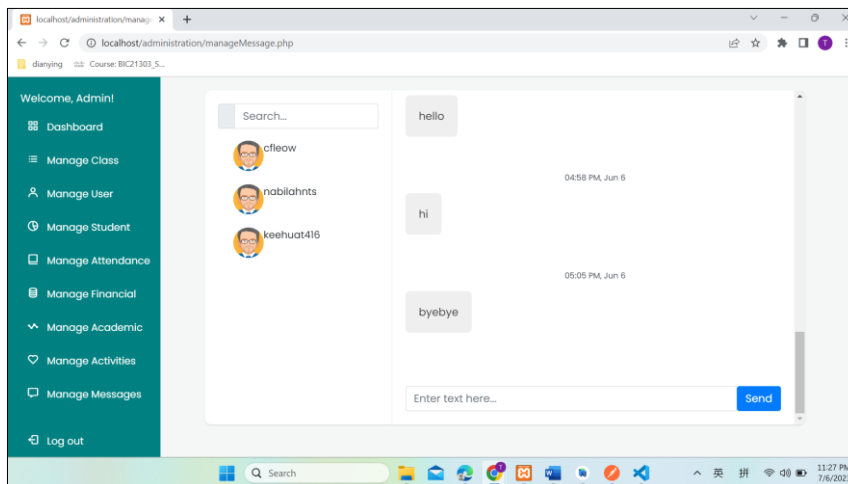 localhost/administration/manage
localhost/administration/manageMessage.php
dianying
Course: BIC21303_S...
Welcome, Admin!
Dashboard
Manage Class
Manage User
Manage Student
Manage Attendance
Manage Financial
Manage Academic
Manage Activities
Manage Messages
Log out
Search...
cfleow
nabilahnts
keehuat416
hello
04:58 PM, Jun 6
hi
05:05 PM, Jun 6
byebye
Enter text here...
Send
Search
英 拼
11:27 PM